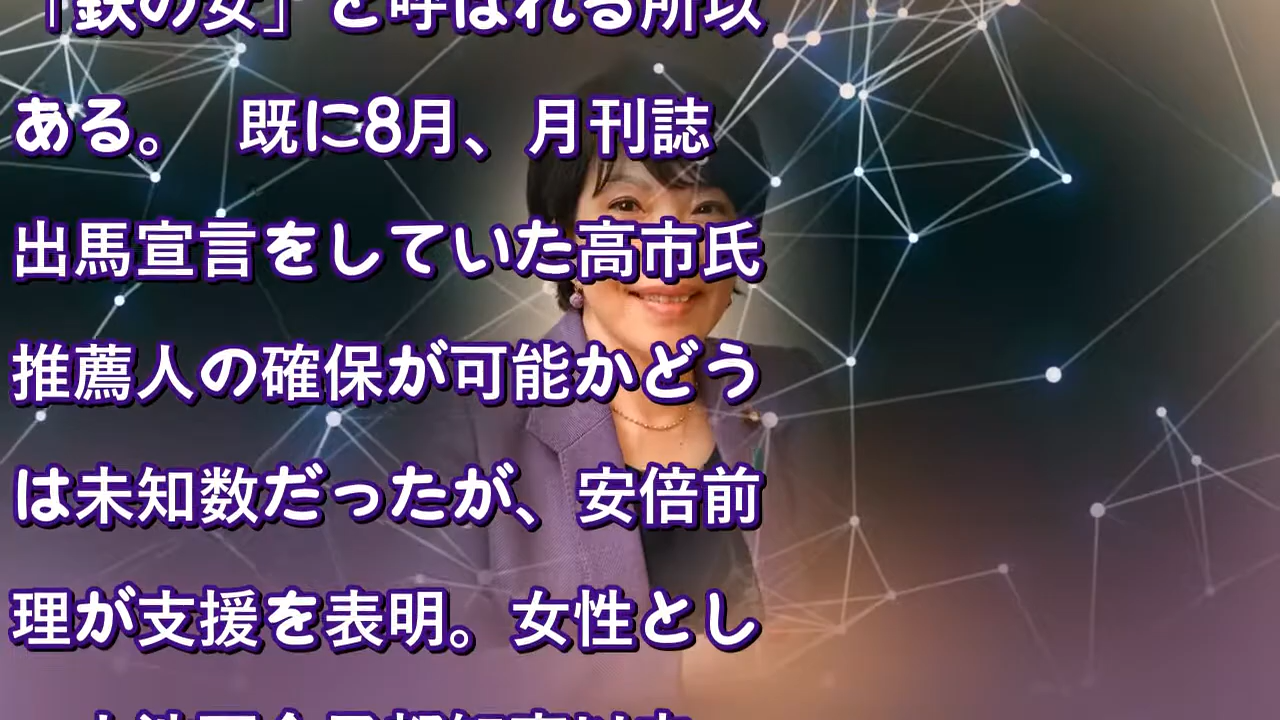 「鉄の女」と呼ばれる所以
ある。 既に8月、月刊誌
出馬宣言をしていた高市氏
推薦人の確保が可能かどう
は未知数だったが、安倍前
理が支援を表明。女性とし